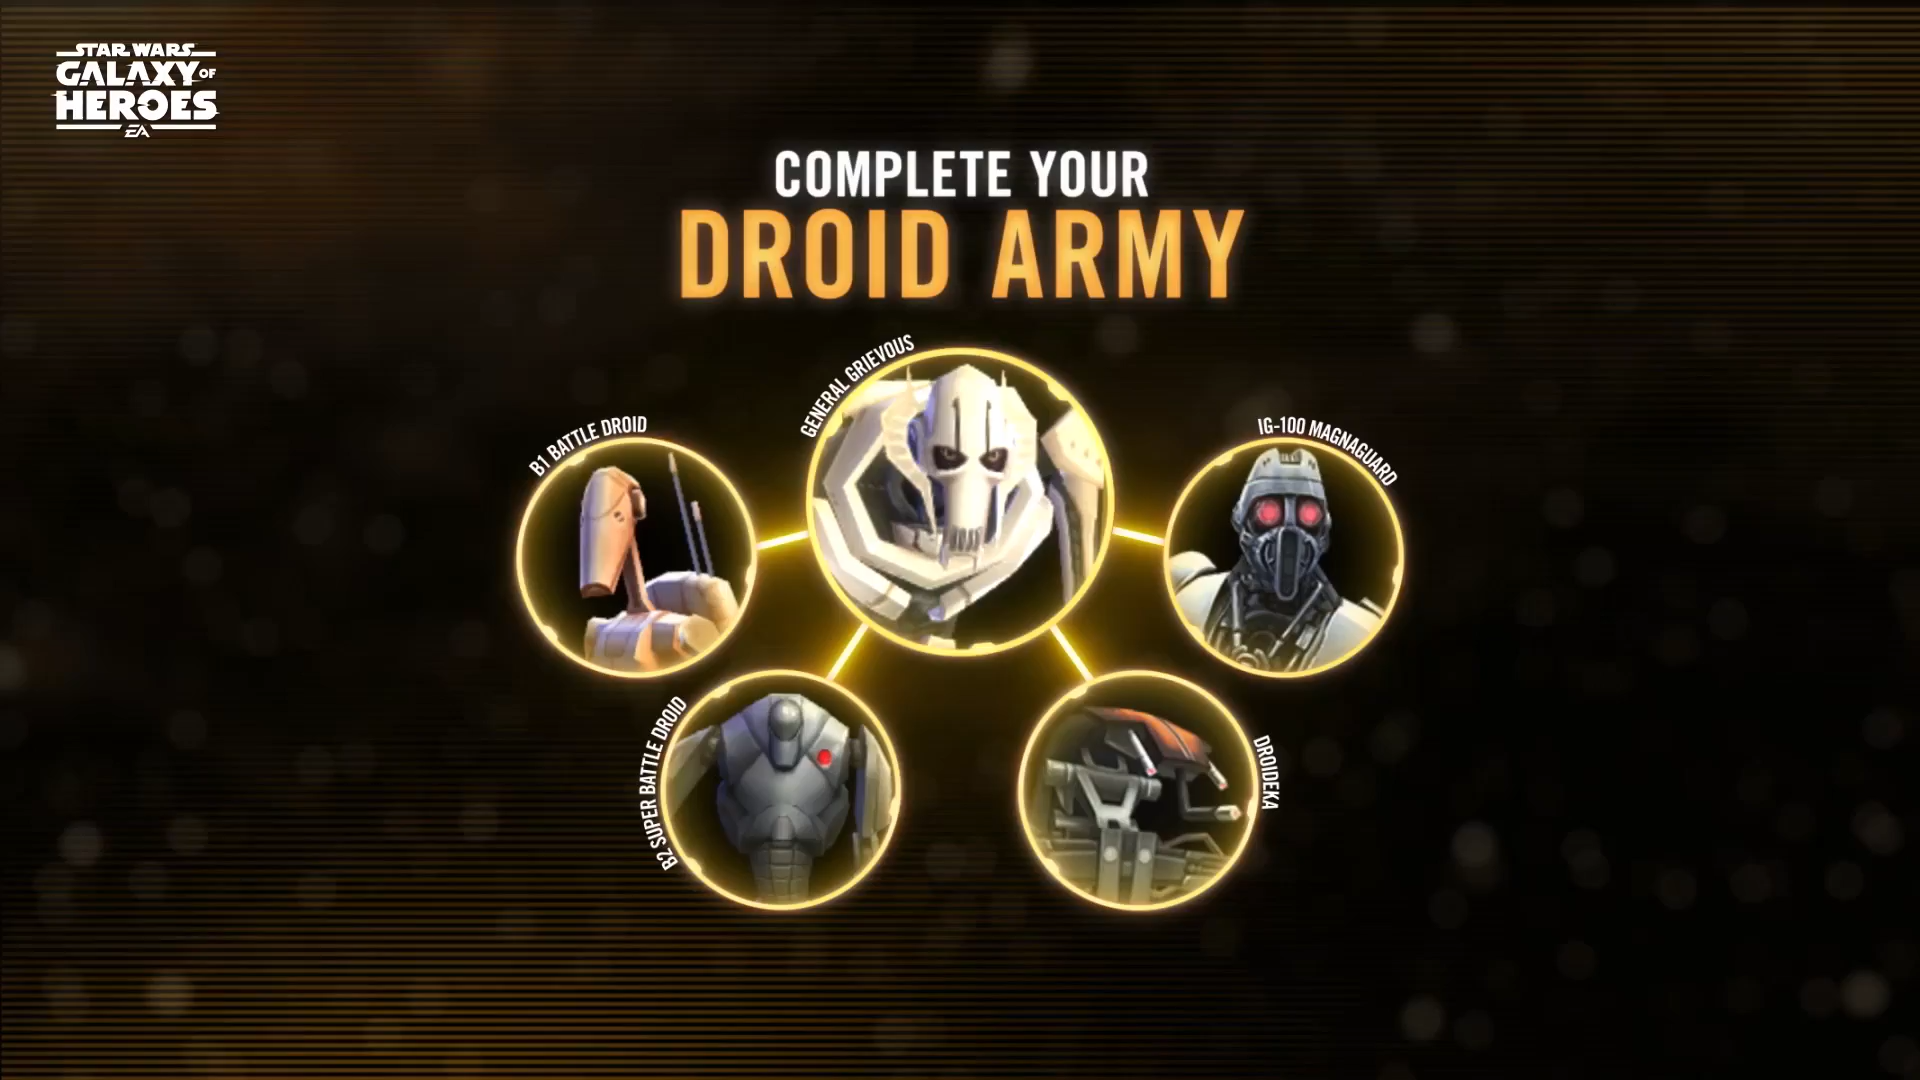 STAR WARS
GALAXY OF
HEROES
EA
COMPLETE YOUR
DROID ARMY
GENERAL GRIEVOUS
B1 BATTLE DROID
IG-100 MAGNAGUARD
B2 SUPER BATTLE DROID
DROIDEKA